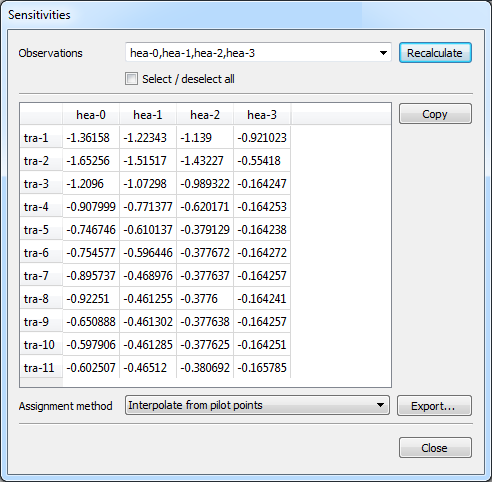 Sensitivities
Observations hea-0,hea-1,hea-2,hea-3 Recalculate
Select / deselect all
hea-0 hea-1 hea-2 hea-3 Copy
tra-1 -1.36158 -1.22343 -1.139 -0.921023
tra-2 -1.65256 -1.51517 -1.43227 -0.55418
tra-3 -1.2096 -1.07298 -0.989322 -0.164247
tra-4 -0.907999 -0.771377 -0.620171 -0.164253
tra-5 -0.746746 -0.610137 -0.379129 -0.164238
tra-6 -0.754577 -0.596446 -0.377672 -0.164272
tra-7 -0.895737 -0.468976 -0.377637 -0.164257
tra-8 -0.92251 -0.461255 -0.3776 -0.164241
tra-9 -0.650888 -0.461302 -0.377638 -0.164257
tra-10 -0.597906 -0.461285 -0.377625 -0.164251
tra-11 -0.602507 -0.46512 -0.380692 -0.165785
Assignment method Interpolate from pilot points Export...
Close